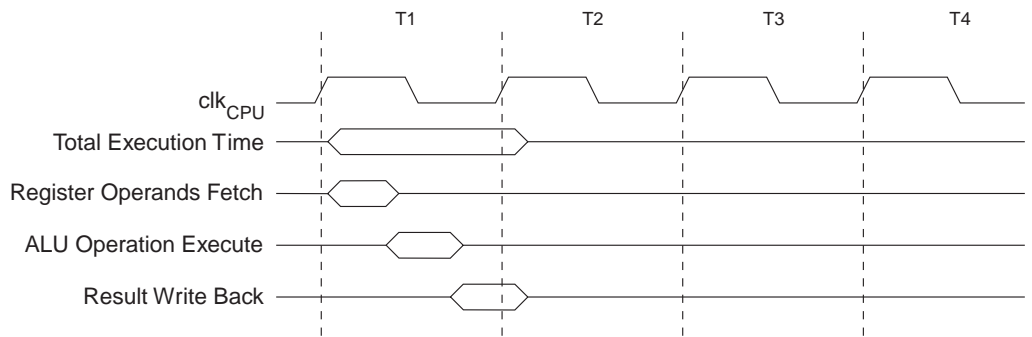 T1 T2 T3 T4
clkCPU
Total Execution Time
Register Operands Fetch
ALU Operation Execute
Result Write Back